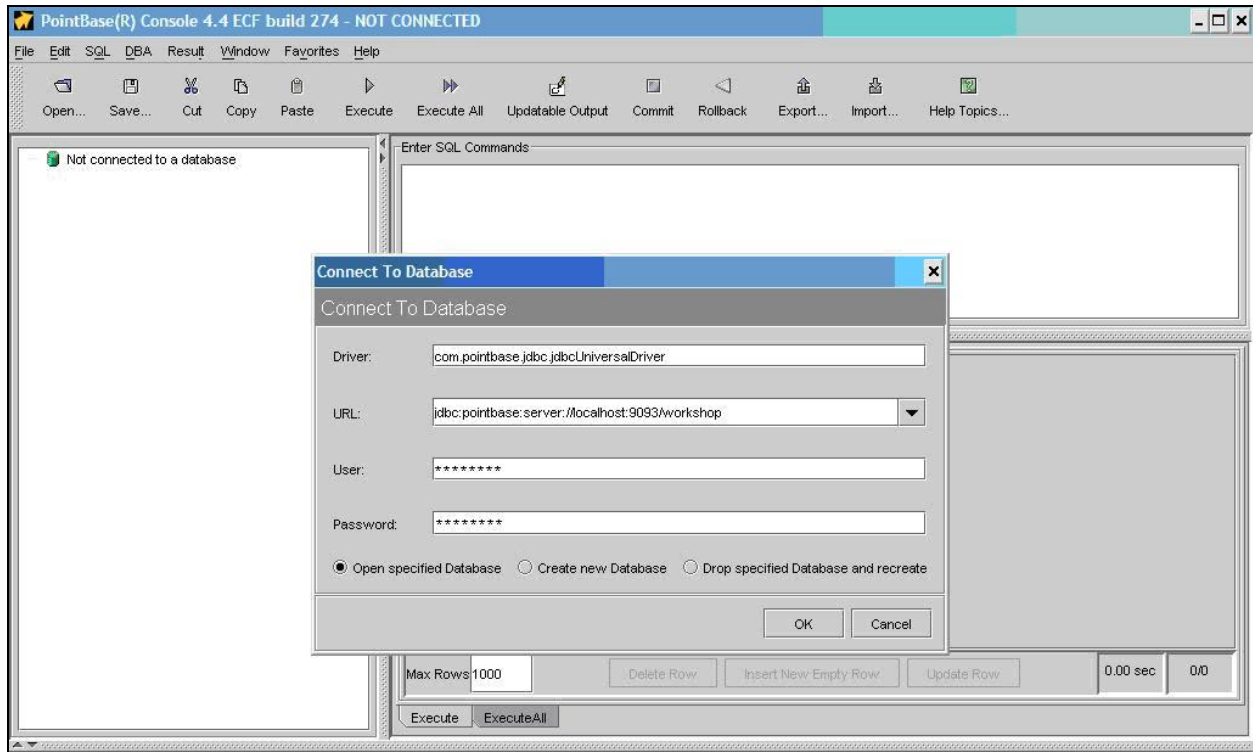 PointBase(R) Console 4.4 ECF build 274 - NOT CONNECTED
File Edit SQL DBA Result Window Favorites Help
Open... Save... Cut Copy Paste Execute Execute All Updatable Output Commit Rollback Export... Import... Help Topics...
Not connected to a database
Enter SQL Commands
Connect To Database
Connect To Database
Driver: com.pointbase.jdbc.jdbcUniversalDriver
URL: jdbc:pointbase:server://localhost:9093/workshop
User: ********
Password: ********
Open specified Database Create new Database Drop specified Database and recreate
OK Cancel
Max Rows 1000 Delete Row Insert New Empty Row Update Row 0.00 sec 0/0
Execute ExecuteAll